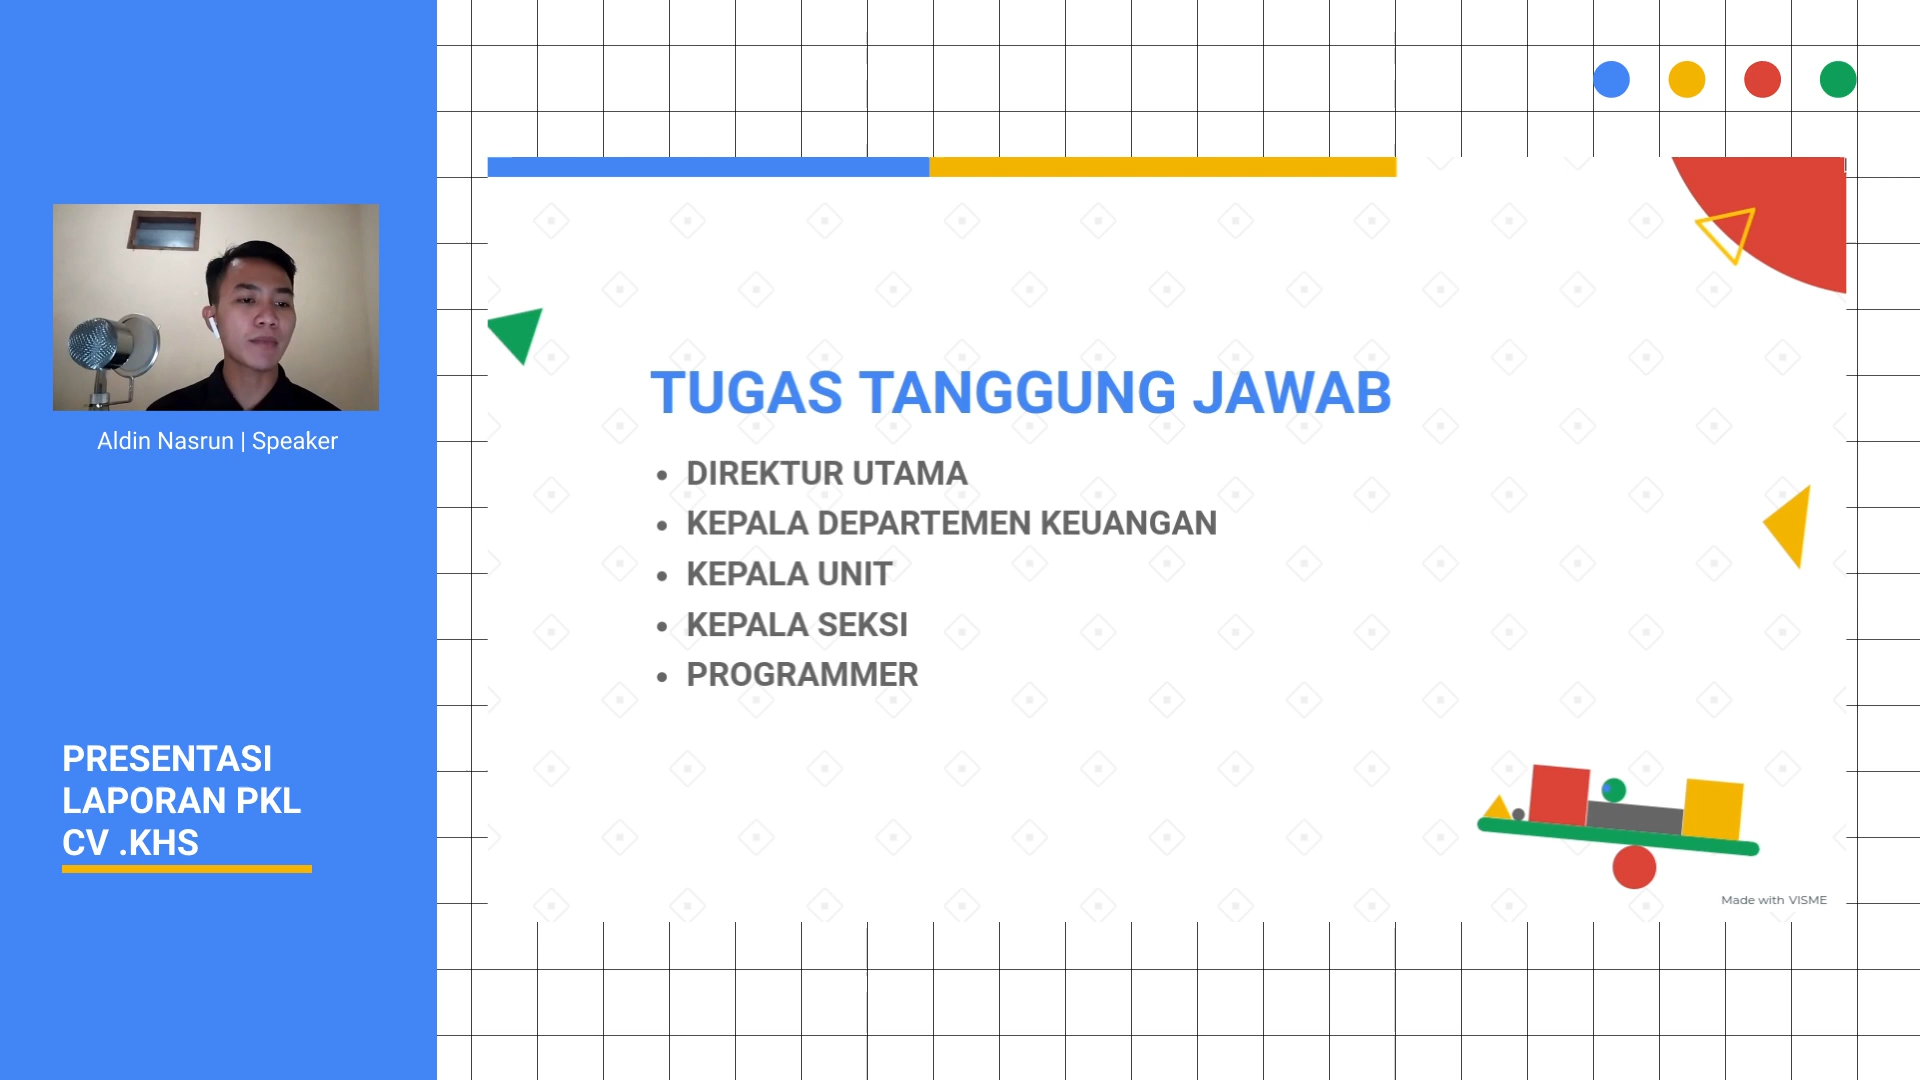 Aldin Nasrun | Speaker
PRESENTASI
LAPORAN PKL
CV .KHS
TUGAS TANGGUNG JAWAB
• DIREKTUR UTAMA
• KEPALA DEPARTEMEN KEUANGAN
• KEPALA UNIT
• KEPALA SEKSI
• PROGRAMMER
Made with VISME